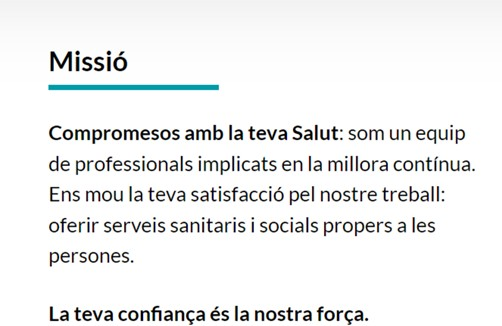 Missió
Compromesos amb la teva Salut: som un equip
de professionals implicats en la millora contínua.
Ens mou la teva satisfacció pel nostre treball:
oferir serveis sanitaris i socials propers a les
persones.
La teva confiança és la nostra força.